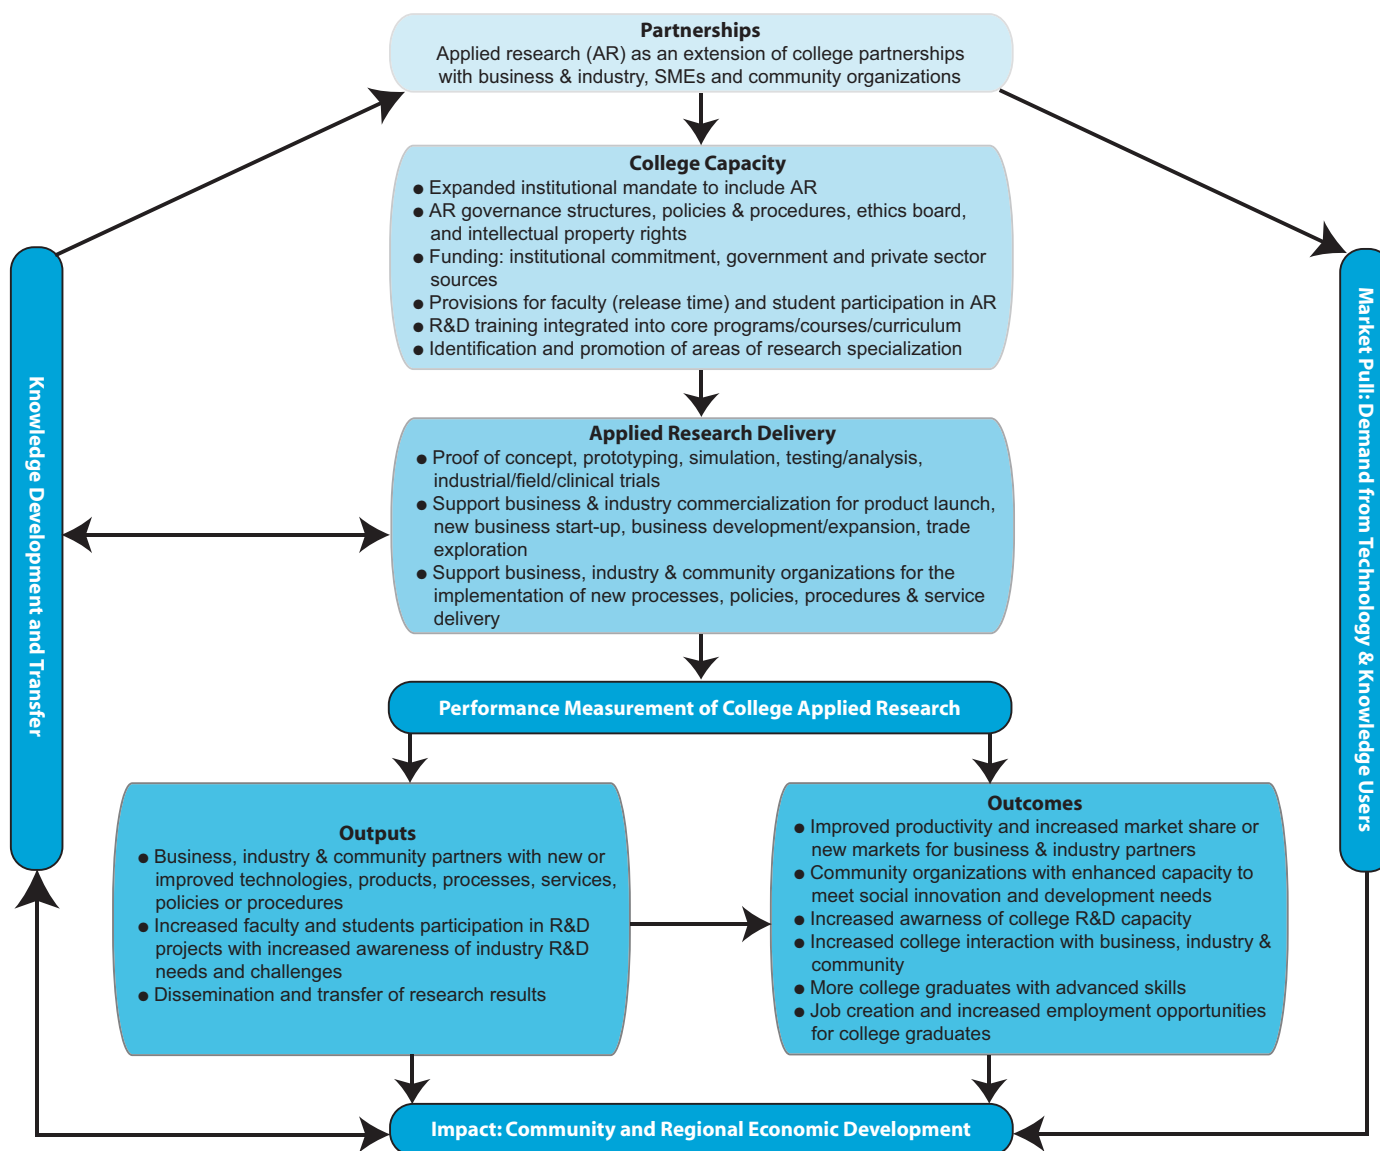 Partnerships
Applied research (AR) as an extension of college partnerships
with business & industry, SMEs and community organizations
College Capacity
● Expanded institutional mandate to include AR
● AR governance structures, policies & procedures, ethics board,
and intellectual property rights
● Funding: institutional commitment, government and private sector
sources
● Provisions for faculty (release time) and student participation in AR
● R&D training integrated into core programs/courses/curriculum
● Identification and promotion of areas of research specialization
Knowledge Development and Transfer
Market Pull: Demand from Technology & Knowledge Users
Applied Research Delivery
● Proof of concept, prototyping, simulation, testing/analysis,
industrial/field/clinical trials
● Support business & industry commercialization for product launch,
new business start-up, business development/expansion, trade
exploration
● Support business, industry & community organizations for the
implementation of new processes, policies, procedures & service
delivery
Performance Measurement of College Applied Research
Outputs
● Business, industry & community partners with new or
improved technologies, products, processes, services,
policies or procedures
● Increased faculty and students participation in R&D
projects with increased awareness of industry R&D
needs and challenges
● Dissemination and transfer of research results
Outcomes
● Improved productivity and increased market share or
new markets for business & industry partners
● Community organizations with enhanced capacity to
meet social innovation and development needs
● Increased awarness of college R&D capacity
● Increased college interaction with business, industry &
community
● More college graduates with advanced skills
● Job creation and increased employment opportunities
for college graduates
Impact: Community and Regional Economic Development